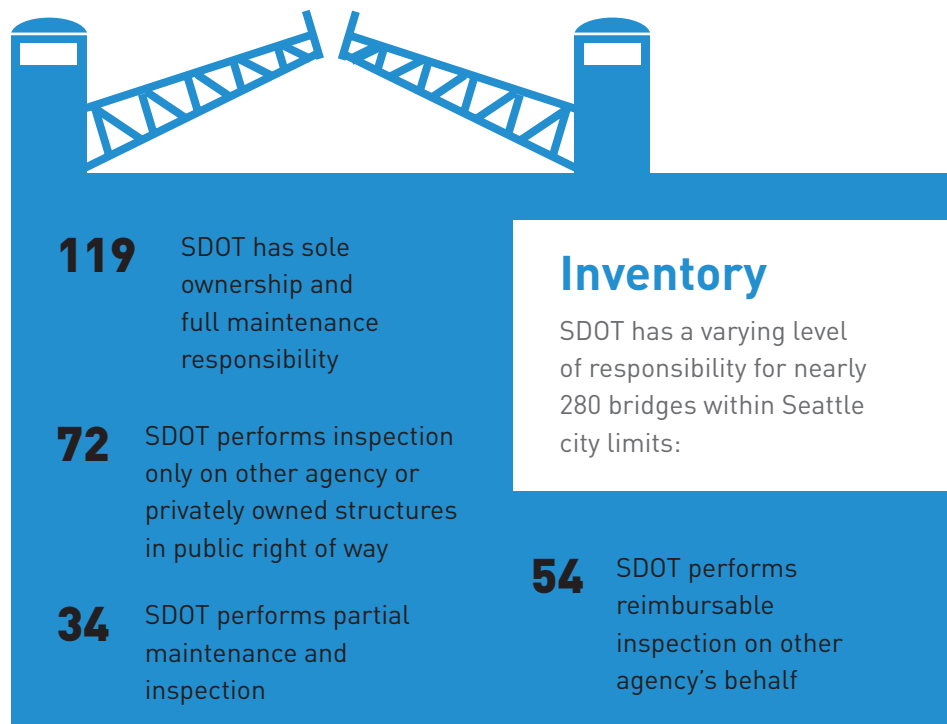 Inventory
SDOT has a varying level
of responsibility for nearly
280 bridges within Seattle
city limits:
119
SDOT has sole
ownership and
full maintenance
responsibility
72
SDOT performs inspection
only on other agency or
privately owned structures
in public right of way
34
SDOT performs partial
maintenance and
inspection
54
SDOT performs
reimbursable
inspection on other
agency's behalf